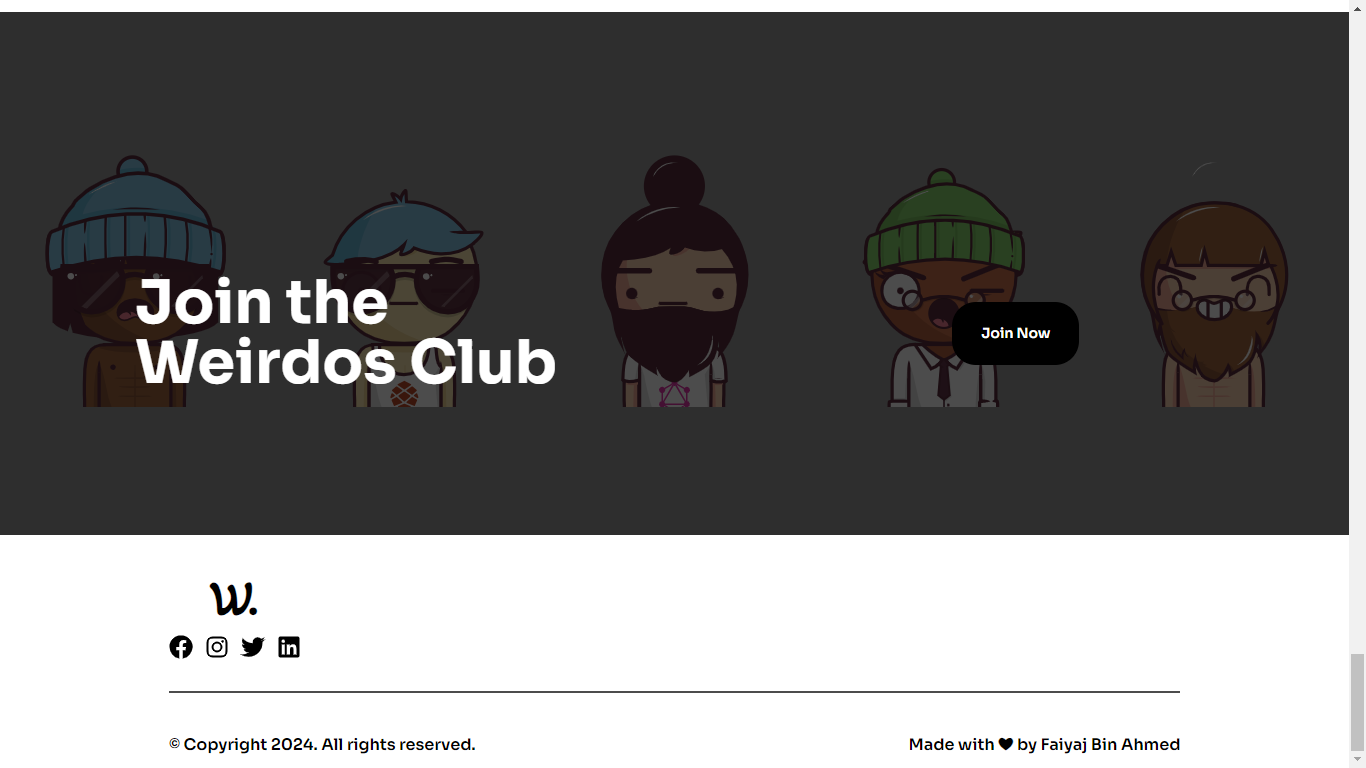 Join the
Weirdos Club
Join Now
W.
© Copyright 2024. All rights reserved.
Made with ♥ by Faiyaj Bin Ahmed